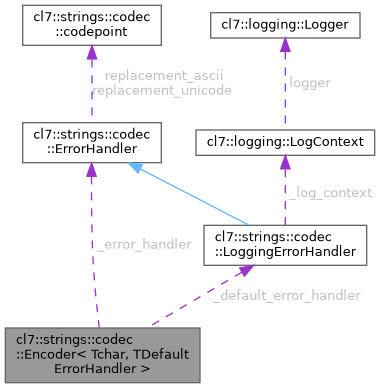 cl7::strings::codec
::codepoint
cl7::logging::Logger
replacement_ascii
replacement_unicode
logger
cl7::strings::codec
::ErrorHandler
cl7::logging::LogContext
_log_context
_error_handler
cl7::strings::codec
::LoggingErrorHandler
_default_error_handler
cl7::strings::codec
::Encoder< Tchar, TDefault
ErrorHandler >